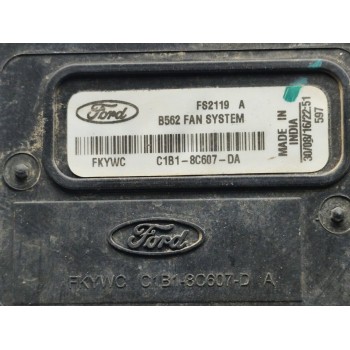 Ford
FS2119 A
B562 FAN SYSTEM
FKYWC C1B1-8C607-DA
MADE IN
INDIA
30/08/16/22:51
597
Ford
FKYWC C1B1-8C607-D A